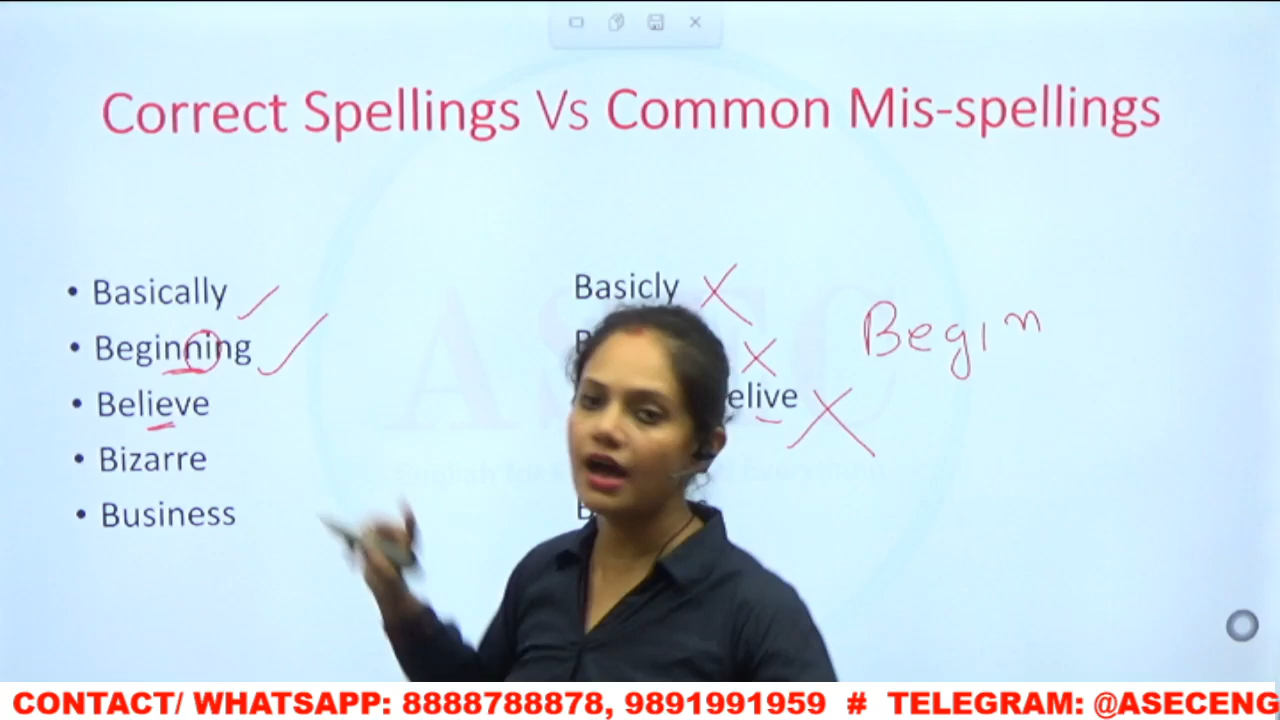 Correct Spellings Vs Common Mis-spellings
• Basically
• Beginning
• Believe
• Bizarre
• Business
Basicly
elive
Begin
CONTACT/ WHATSAPP: 8888788878, 9891991959 # TELEGRAM: @ASECENG